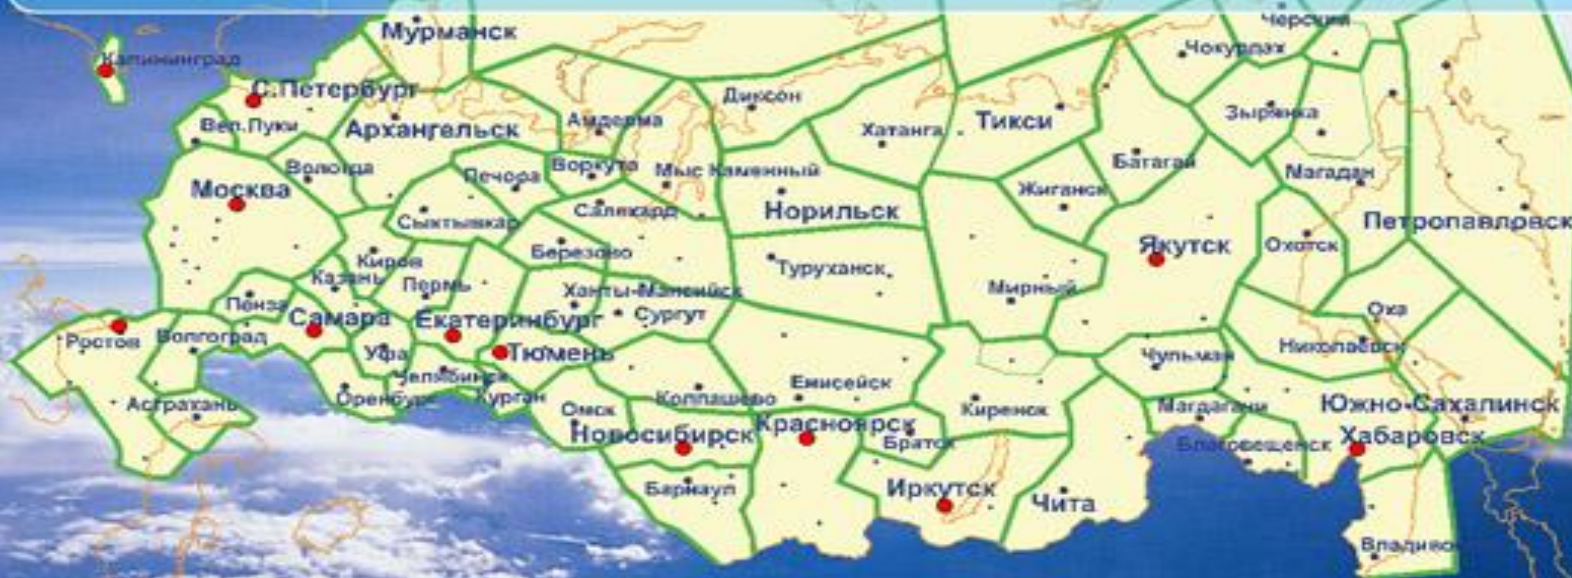 Мурманск
Черский
Чокурдах
Калининград
С.Петербург
Диксон
Вел.Луки
Архангельск
Амдерма
Хатанга
Тикси
Зырянка
Вологда
Печора
Воркута
Мыс Каменный
Батагай
Магадан
Москва
Жиганск
Сыктывкар
Салехард
Норильск
Петропавловск
Березово
Якутск
Охотск
Киров
Казань
Пермь
Туруханск
Пенза
Ханты-Мансийск
Мирный
Самара
Екатеринбург
Сургут
Оха
Ростов
Волгоград
Уфа
Тюмень
Чульман
Николаевск
Челябинск
Енисейск
Оренбург
Курган
Колпашево
Астрахань
Омск
Киренск
Магдагачи
Южно-Сахалинск
Новосибирск
Красноярск
Братск
Благовещенск
Хабаровск
Барнаул
Иркутск
Чита
Владивос